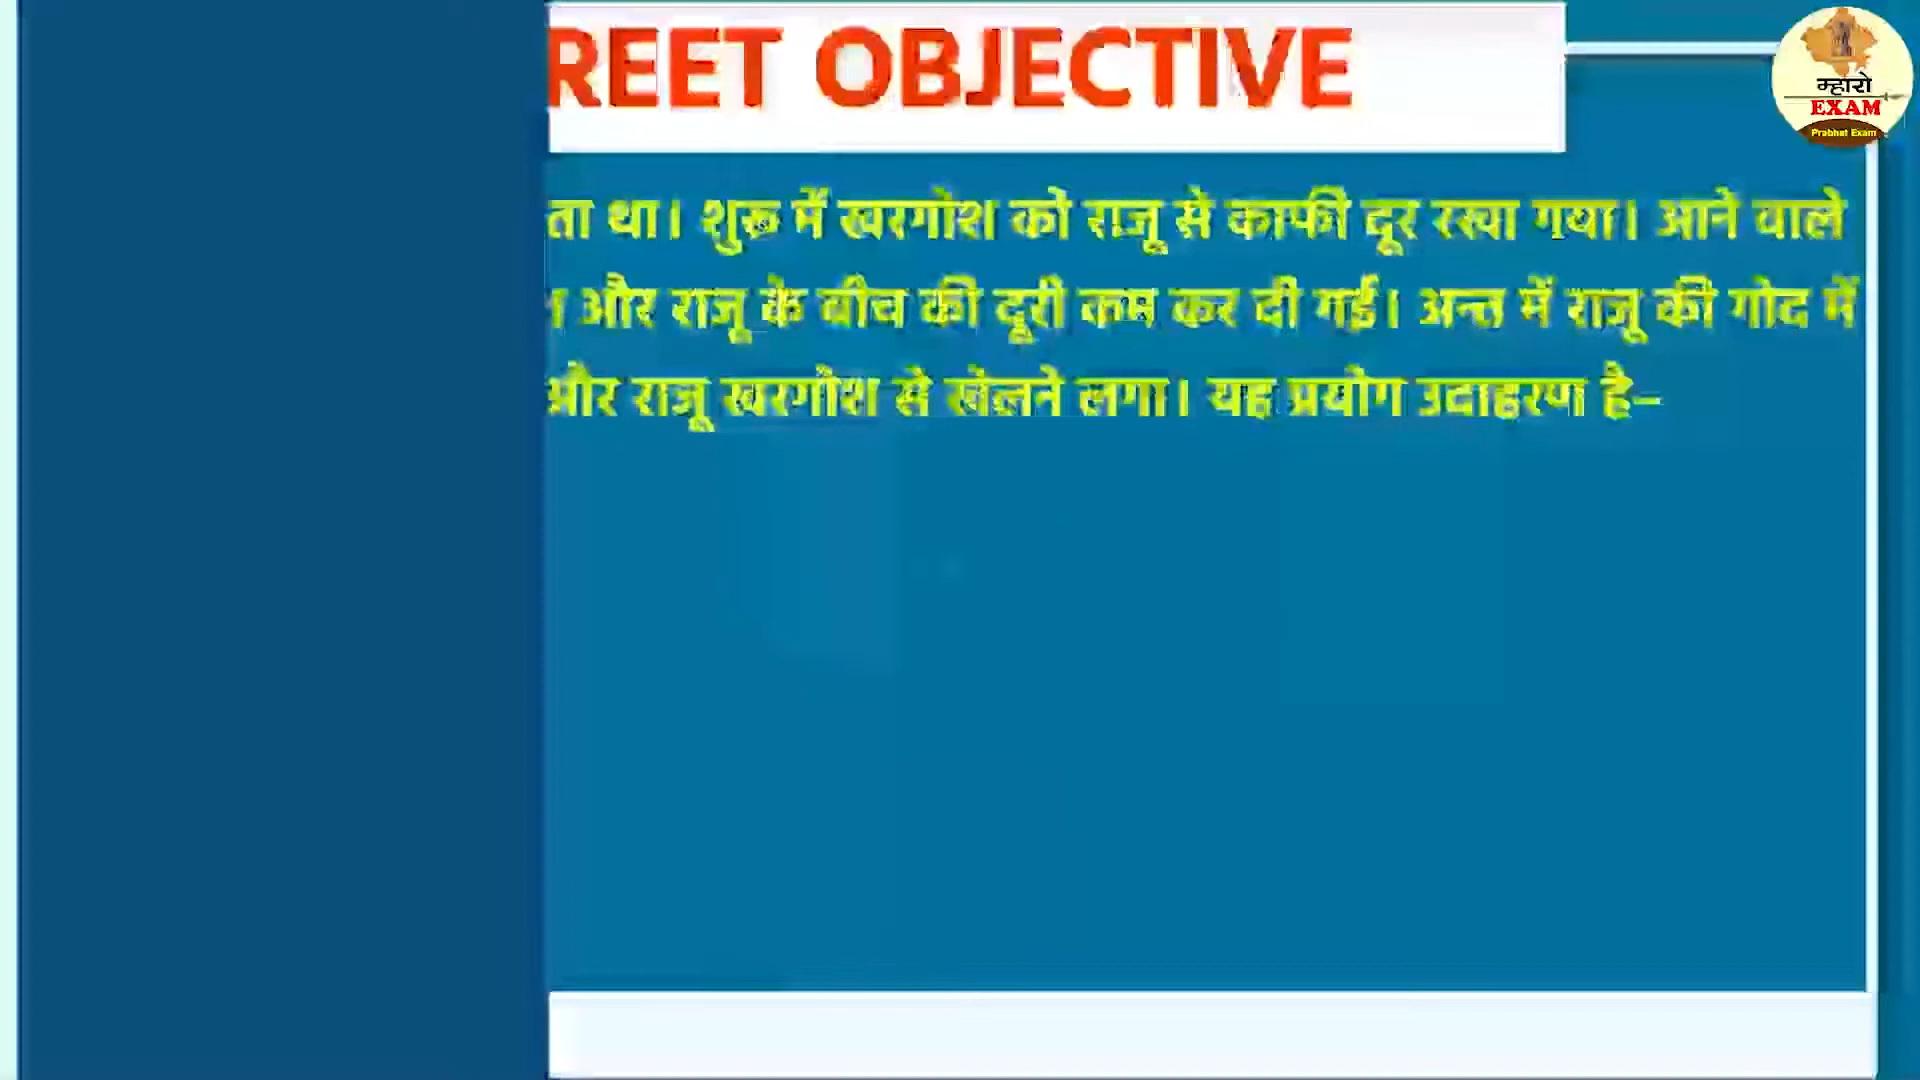 REET OBJECTIVE
म्हारो
EXAM
Prabhat Exam
ता था। शुरू में खरगोश को राजू से काफी दूर रखा गया। आने वाले
और राजू के बीच की दूरी कम कर दी गई। अन्त में राजू की गोद में
और राजू खरगोश से खेलने लगा। यह प्रयोग उदाहरण है–